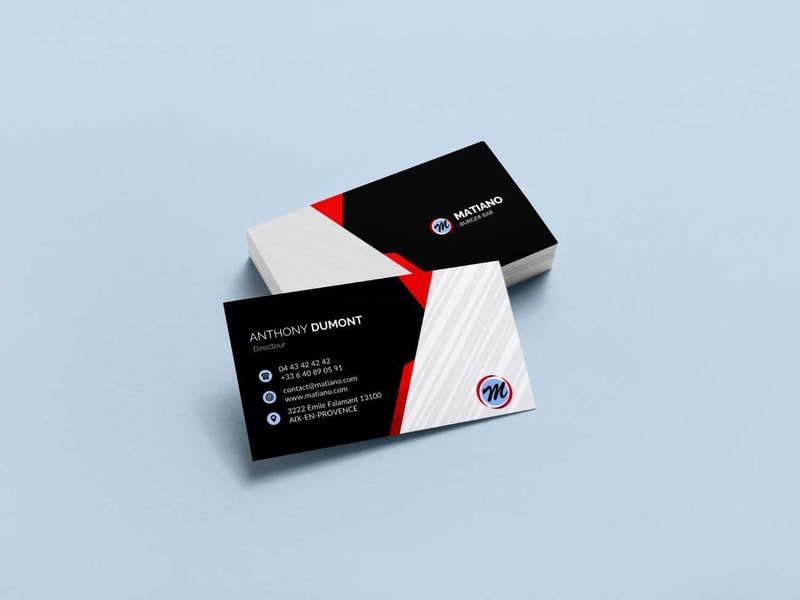 MATIANO
BURGER BAR
ANTHONY DUMONT
Directeur
04 43 42 42 42
+33 6 40 89 05 91
contact@matiano.com
www.matiano.com
3222 Emile Falamant 13100
AIX-EN-PROVENCE
M
M